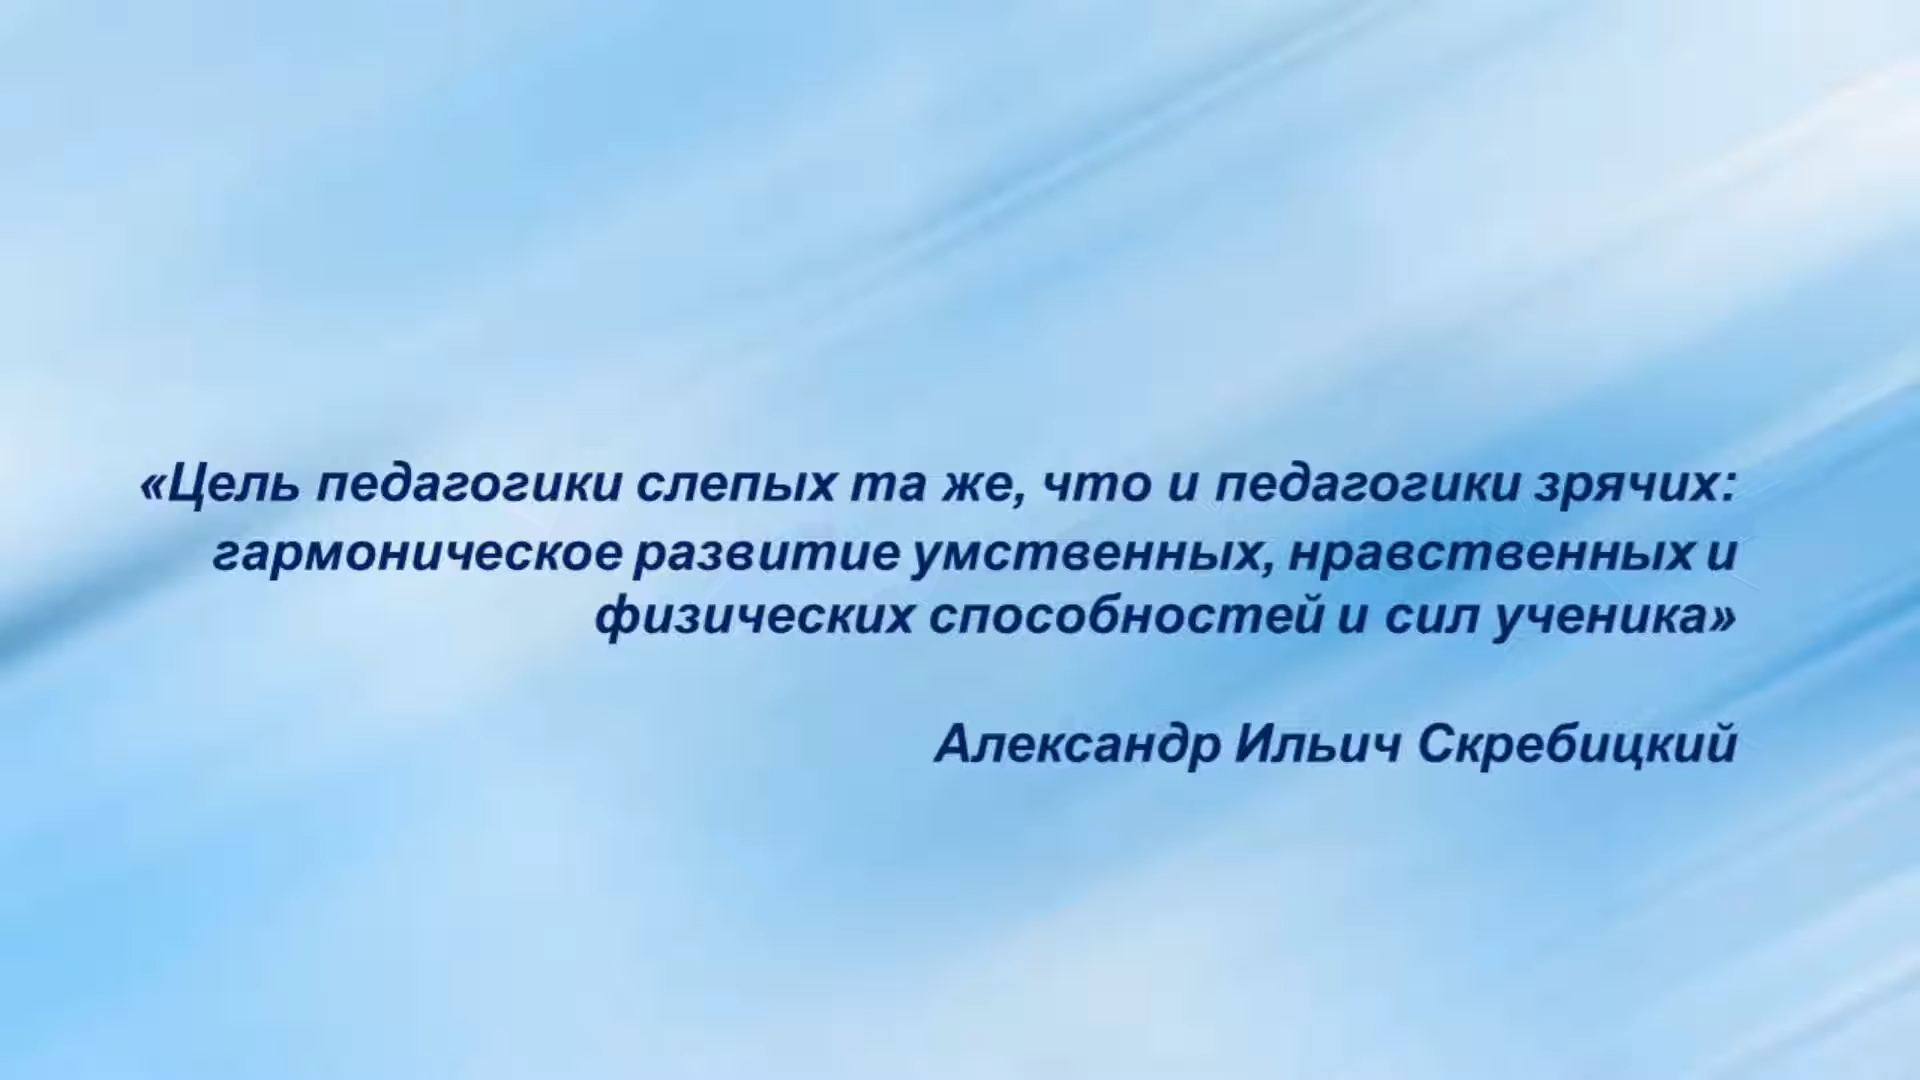 «Цель педагогики слепых та же, что и педагогики зрячих:
гармоническое развитие умственных, нравственных и
физических способностей и сил ученика»
Александр Ильич Скребицкий